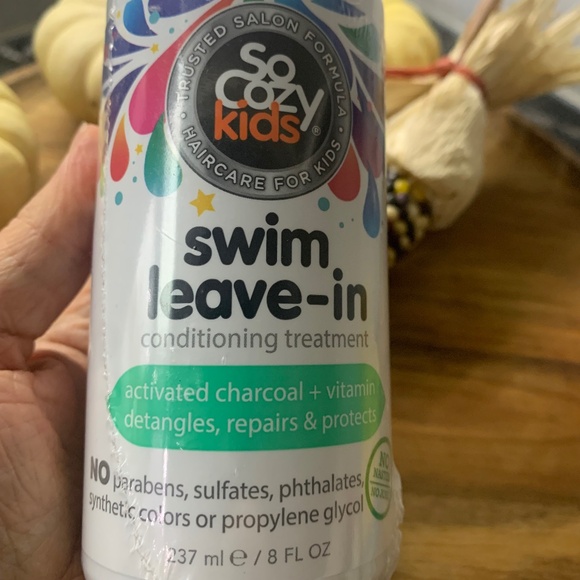 TRUSTED SALON FORMULA
So
Cozy
kids®
HAIRCARE FOR KIDS
swim
leave-in
conditioning treatment
activated charcoal + vitamin
detangles, repairs & protects
NO parabens, sulfates, phthalates,
synthetic colors or propylene glycol
NO
237 ml ℮ / 8 FL OZ